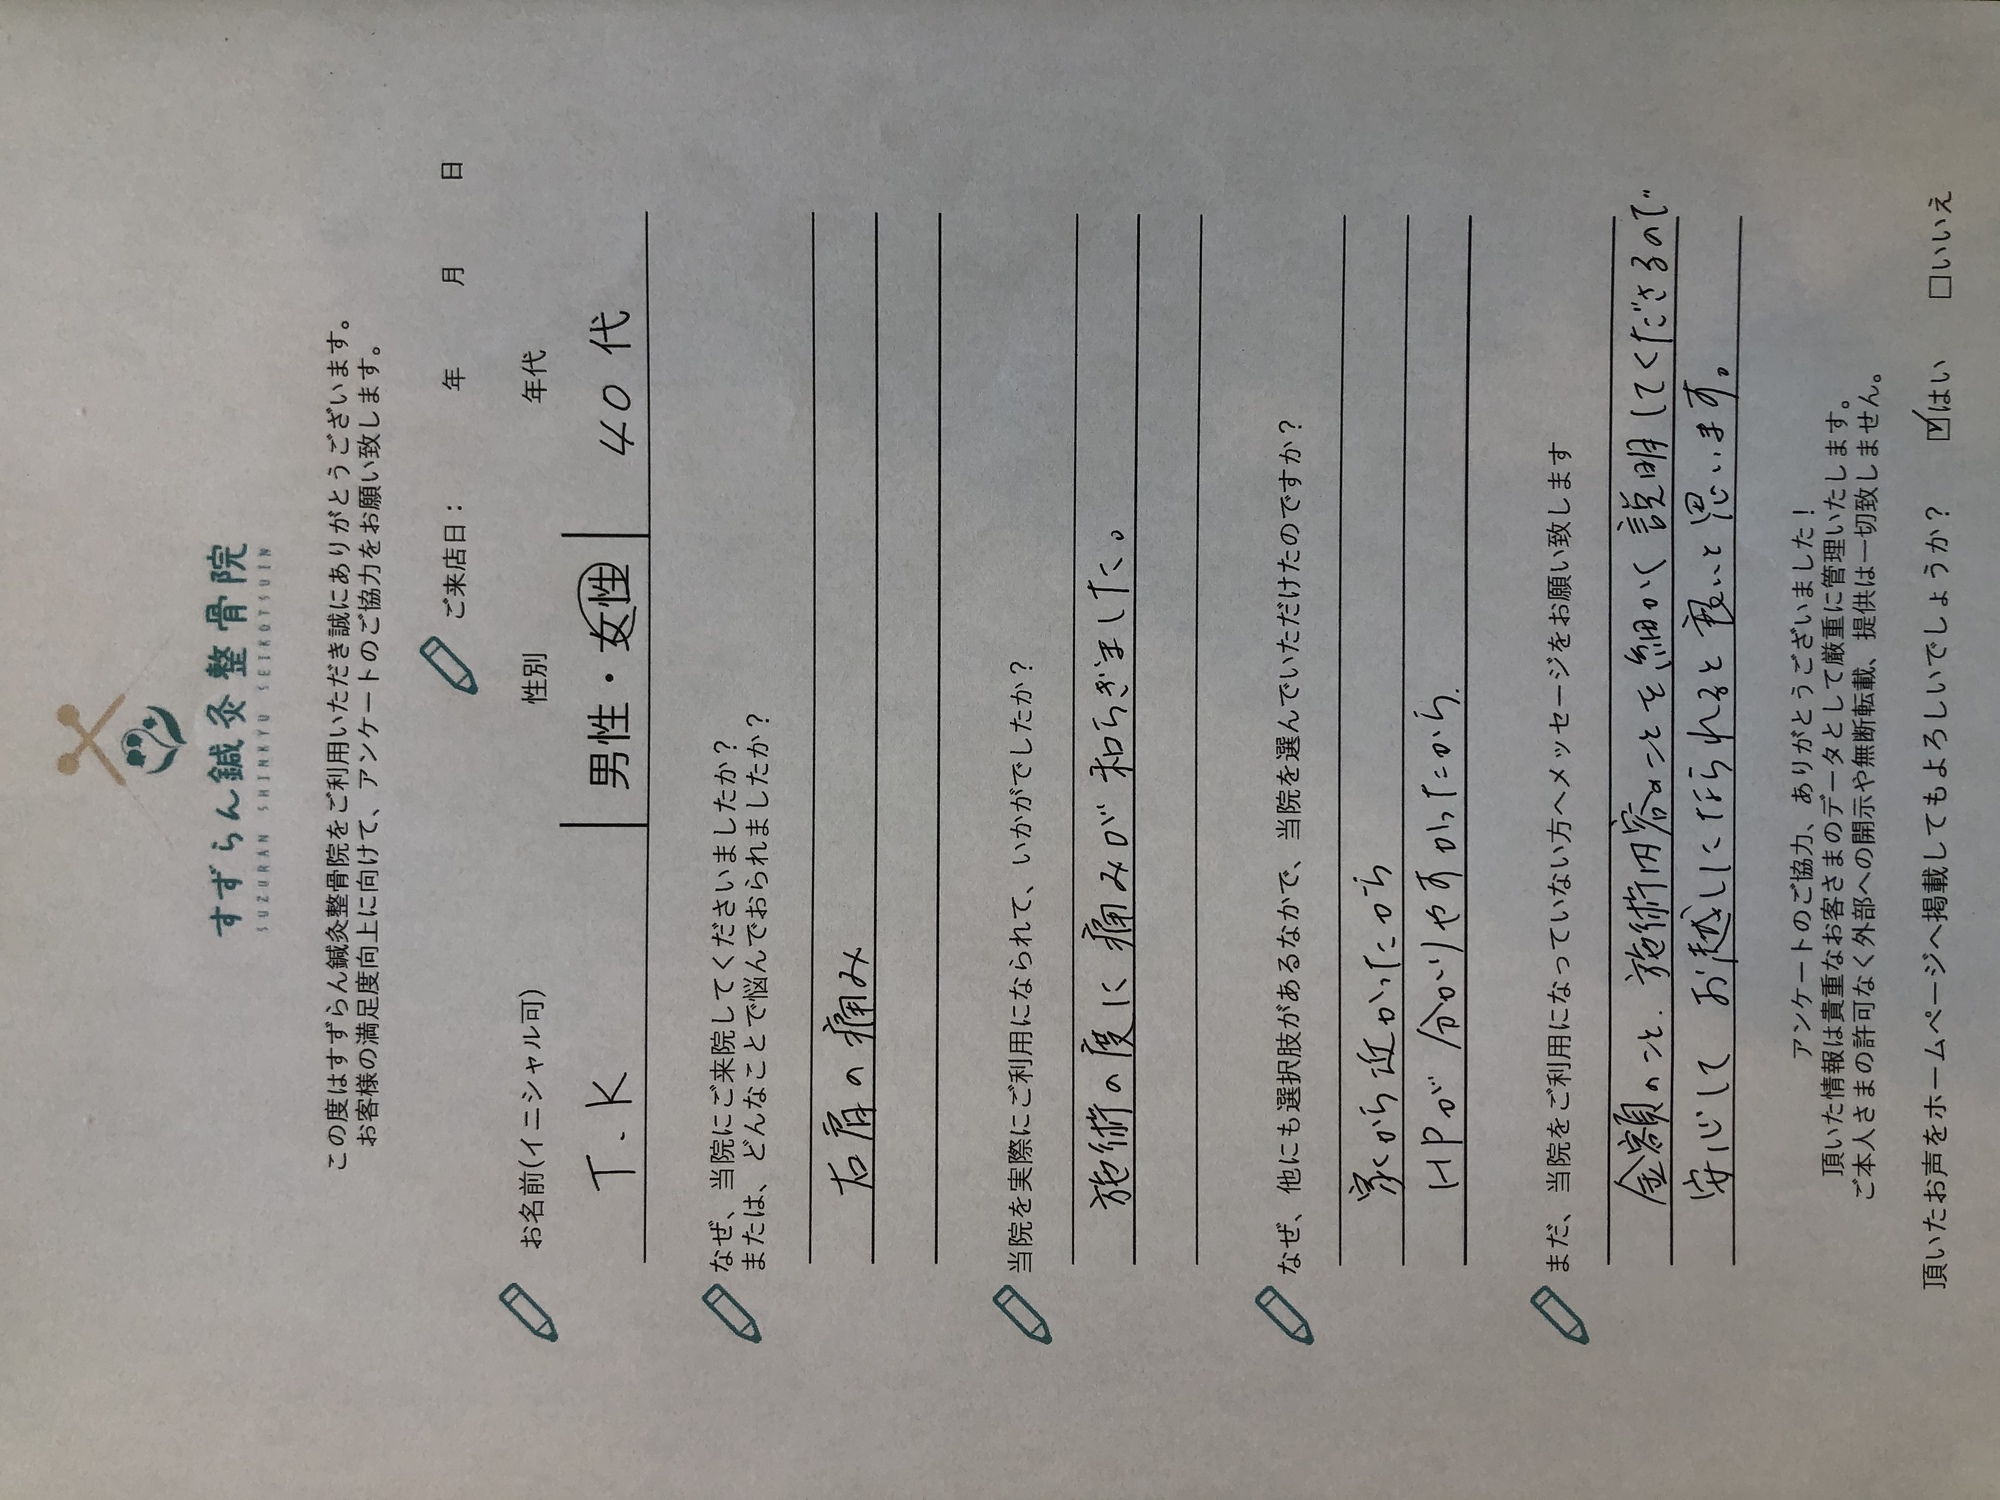 すずらん鍼灸整骨院
SUZURAN SHINKYU SEIKOTSUIN
この度はすずらん鍼灸整骨院をご利用いただき誠にありがとうございます。
お客様の満足度向上に向けて、アンケートのご協力をお願い致します。
ご来店日： 年 月 日
お名前(イニシャル可) 性別 年代
T.K 男性・女性 40代
なぜ、当院にご来院してくださいましたか？
または、どんなことで悩んでおられましたか？
右肩の痛み
当院を実際にご利用になられて、いかがでしたか？
施術の度に痛みが和らぎました。
なぜ、他にも選択肢があるなかで、当院を選んでいただけたのですか？
家から近かったから
HPが分かりやすかったから.
まだ、当院をご利用になっていない方へメッセージをお願い致します
金額のこと、施術内容のことを細かく説明してくださるので
安心してお越しになられると良いと思います。
アンケートのご協力、ありがとうございました！
頂いた情報は貴重なお客さまのデータとして厳重に管理いたします。
ご本人さまの許可なく外部への開示や無断転載、提供は一切致しません。
頂いたお声をホームページへ掲載してもよろしいでしょうか？ ☑はい □いいえ